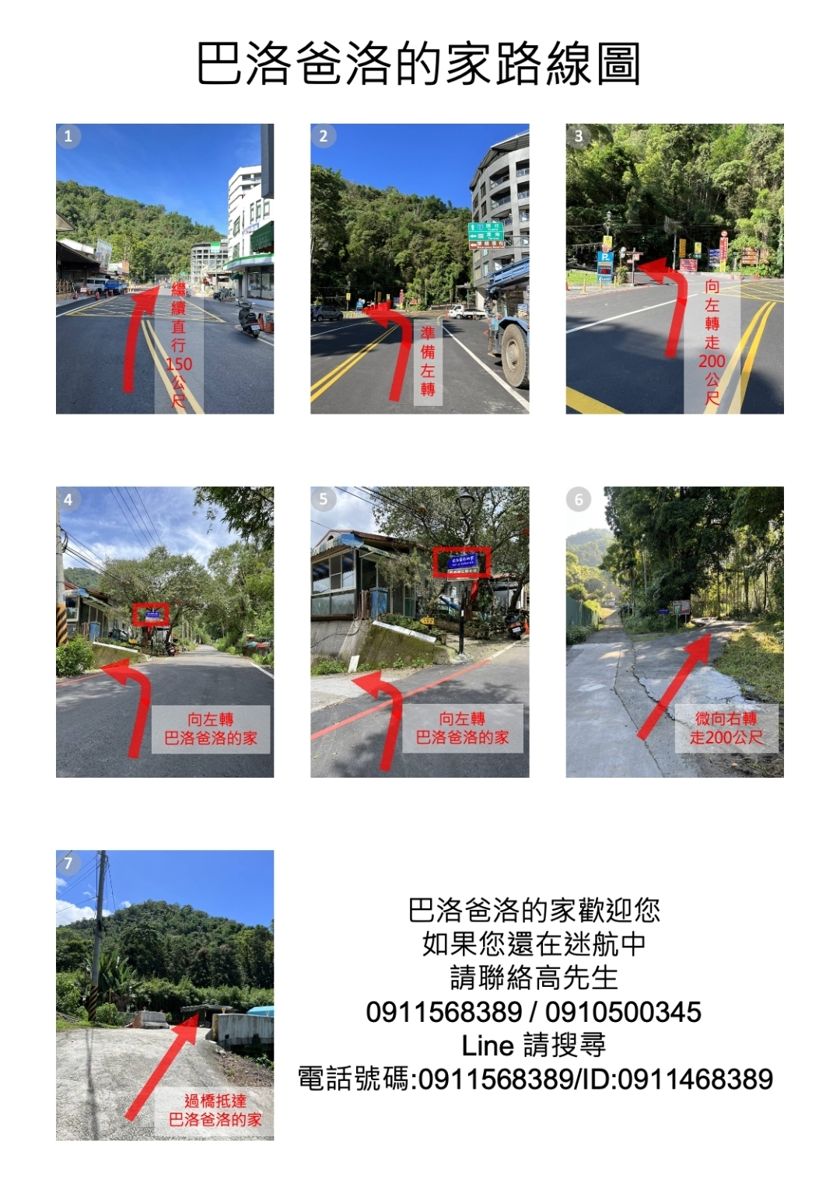 巴洛爸洛的家路線圖
1
繼續直行150公尺
2
準備左轉
3
P
向左轉走200公尺
4
向左轉
巴洛爸洛的家
5
向左轉
巴洛爸洛的家
6
微向右轉
走200公尺
7
過橋抵達
巴洛爸洛的家
巴洛爸洛的家歡迎您
如果您還在迷航中
請聯絡高先生
0911568389 / 0910500345
Line 請搜尋
電話號碼:0911568389/ID:0911468389